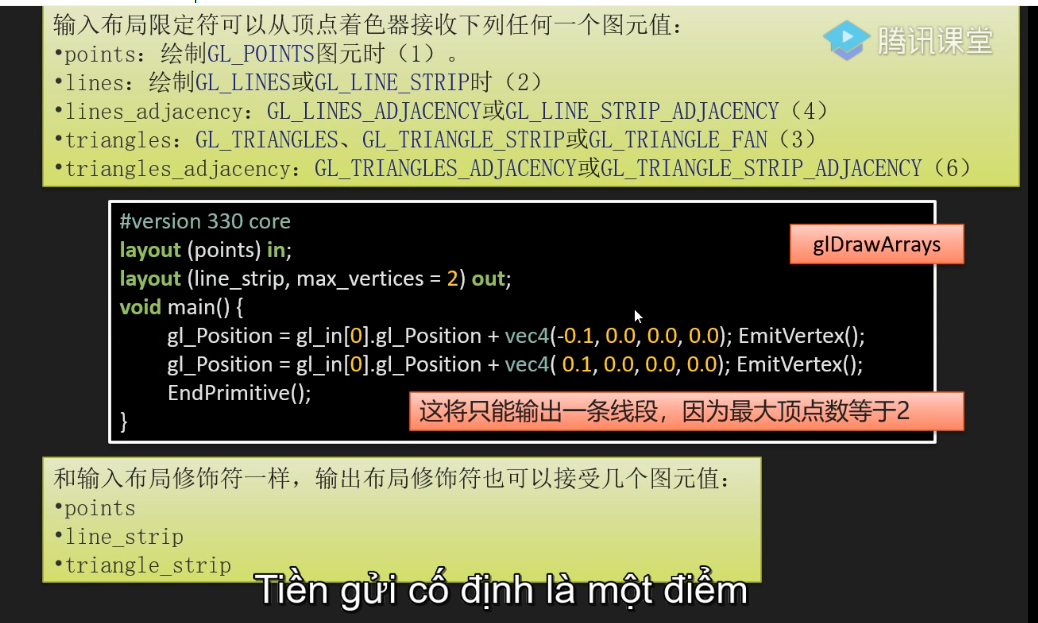 输入布局限定符可以从顶点着色器接收下列任何一个图元值：
腾讯课堂
•points：绘制GL_POINTS图元时（1）。
•lines：绘制GL_LINES或GL_LINE_STRIP时（2）
•lines_adjacency：GL_LINES_ADJACENCY或GL_LINE_STRIP_ADJACENCY（4）
•triangles：GL_TRIANGLES、GL_TRIANGLE_STRIP或GL_TRIANGLE_FAN（3）
•triangles_adjacency：GL_TRIANGLES_ADJACENCY或GL_TRIANGLE_STRIP_ADJACENCY（6）
#version 330 core
glDrawArrays
layout (points) in;
layout (line_strip, max_vertices = 2) out;
void main() {
gl_Position = gl_in[0].gl_Position + vec4(-0.1, 0.0, 0.0, 0.0); EmitVertex();
gl_Position = gl_in[0].gl_Position + vec4( 0.1, 0.0, 0.0, 0.0); EmitVertex();
EndPrimitive();
这将只能输出一条线段，因为最大顶点数等于2
}
和输入布局修饰符一样，输出布局修饰符也可以接受几个图元值：
•points
•line_strip
•triangle_strip
Tiền gửi cố định là một điểm